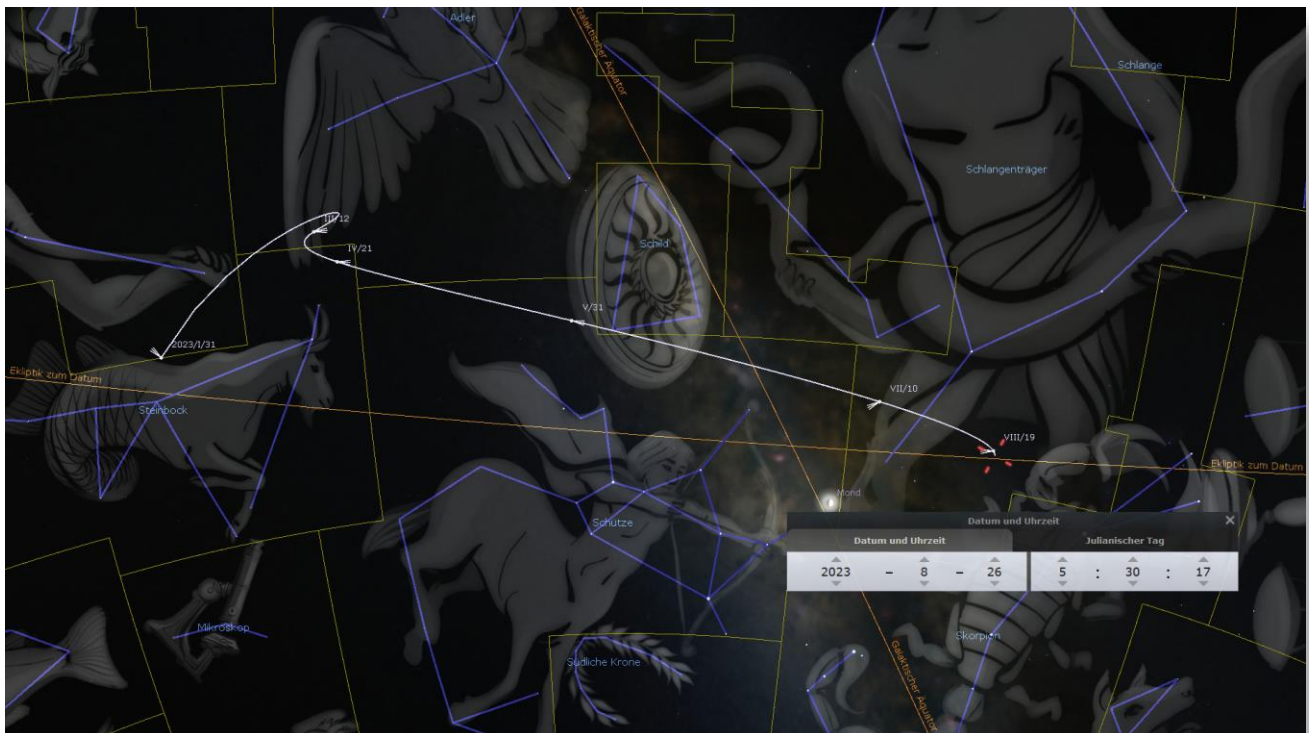 Adler
Galaktischer Äquator
Schlange
Schlangenträger
III/12
IV/21
Schild
V/31
2023/I/31
Ekliptik zum Datum
Steinbock
VII/10
VIII/19
Ekliptik zum Datum
Mond
Schütze
Datum und Uhrzeit
Datum und Uhrzeit
Julianischer Tag
2023 – 8 – 26 5 : 30 : 17
Mikroskop
Skorpion
Südliche Krone
Galaktischer Äquator